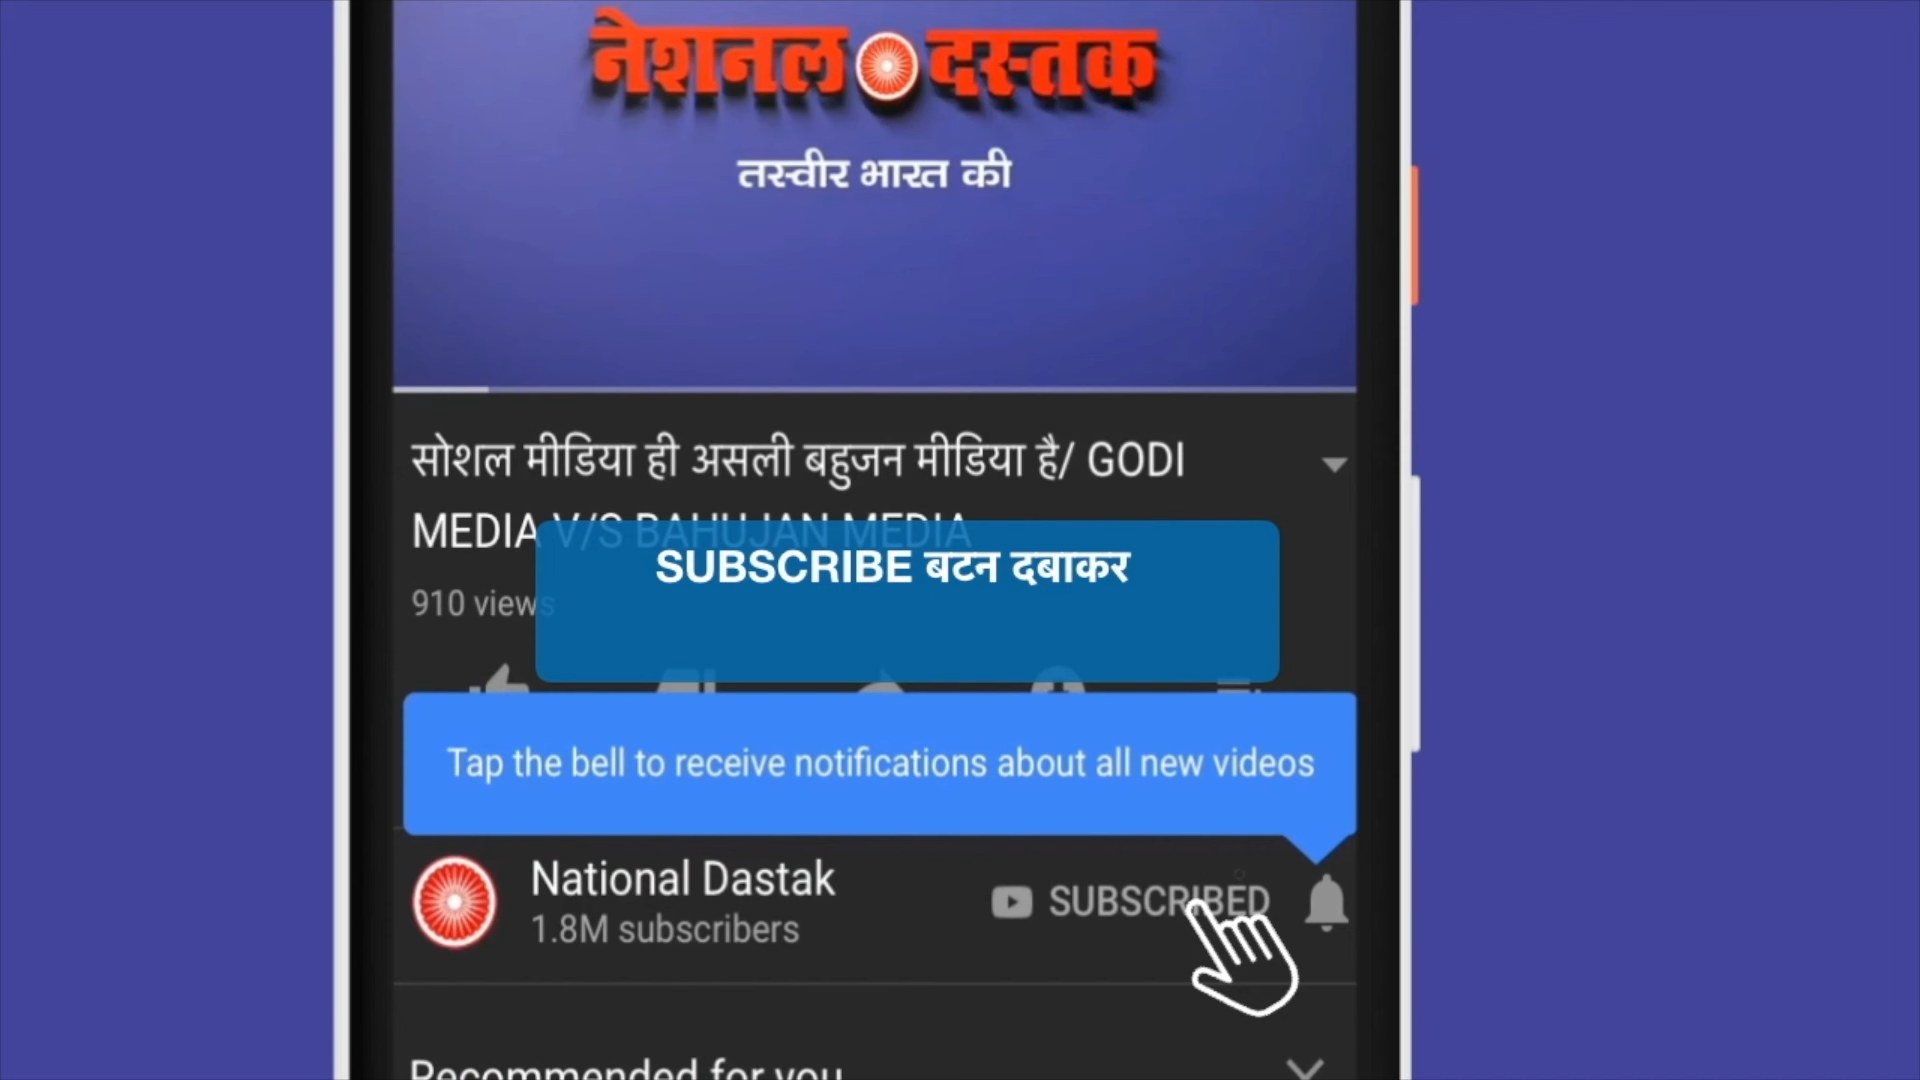 नेशनल दस्तक
तस्वीर भारत की
सोशल मीडिया ही असली बहुजन मीडिया है/ GODI
MEDIA V/S BAHUJAN MEDIA
SUBSCRIBE बटन दबाकर
910 views
Tap the bell to receive notifications about all new videos
National Dastak
SUBSCRIBED
1.8M subscribers
Recommended for you